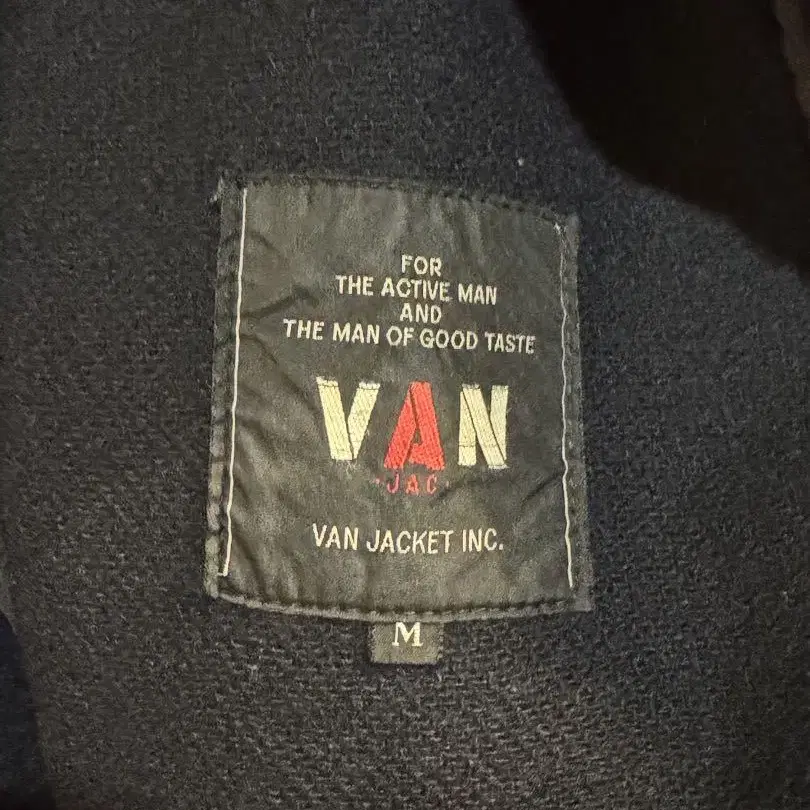 FOR
THE ACTIVE MAN
AND
THE MAN OF GOOD TASTE
VAN
·JAC·
VAN JACKET INC.
M